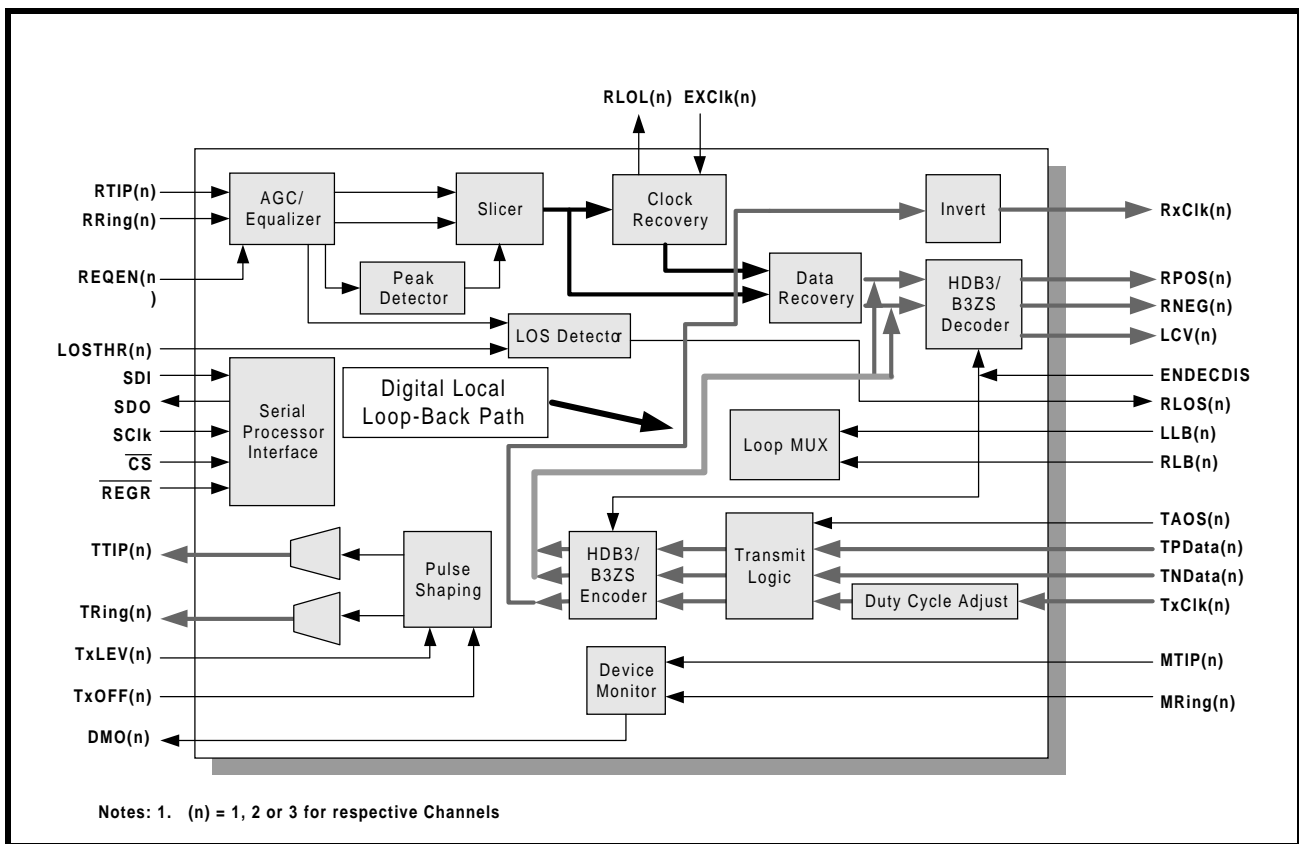 RLOL(n) EXClk(n)
RTIP(n)
RRing(n)
REQEN(n
)
LOSTHR(n)
SDI
SDO
SClk
CS
REGR
TTIP(n)
TRing(n)
TxLEV(n)
TxOFF(n)
DMO(n)
AGC/
Equalizer
Slicer
Peak
Detector
LOS Detector
Clock
Recovery
Data
Recovery
Invert
HDB3/
B3ZS
Decoder
Serial
Processor
Interface
Digital Local
Loop-Back Path
Loop MUX
Pulse
Shaping
HDB3/
B3ZS
Encoder
Transmit
Logic
Duty Cycle Adjust
Device
Monitor
RxClk(n)
RPOS(n)
RNEG(n)
LCV(n)
ENDECDIS
RLOS(n)
LLB(n)
RLB(n)
TAOS(n)
TPData(n)
TNData(n)
TxClk(n)
MTIP(n)
MRing(n)
Notes: 1. (n) = 1, 2 or 3 for respective Channels